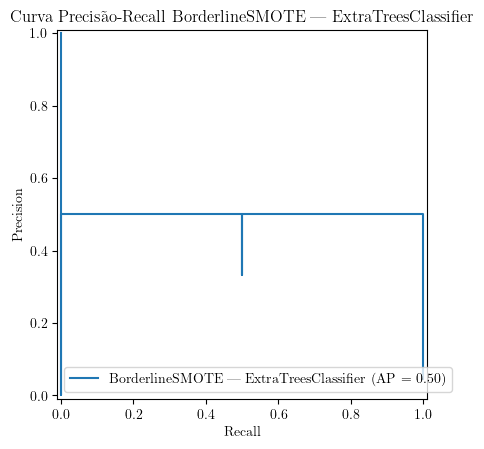 Curva Precisão-Recall BorderlineSMOTE — ExtraTreesClassifier
1.0
0.8
0.6
0.4
0.2
0.0
Precision
BorderlineSMOTE — ExtraTreesClassifier (AP = 0.50)
0.0 0.2 0.4 0.6 0.8 1.0
Recall